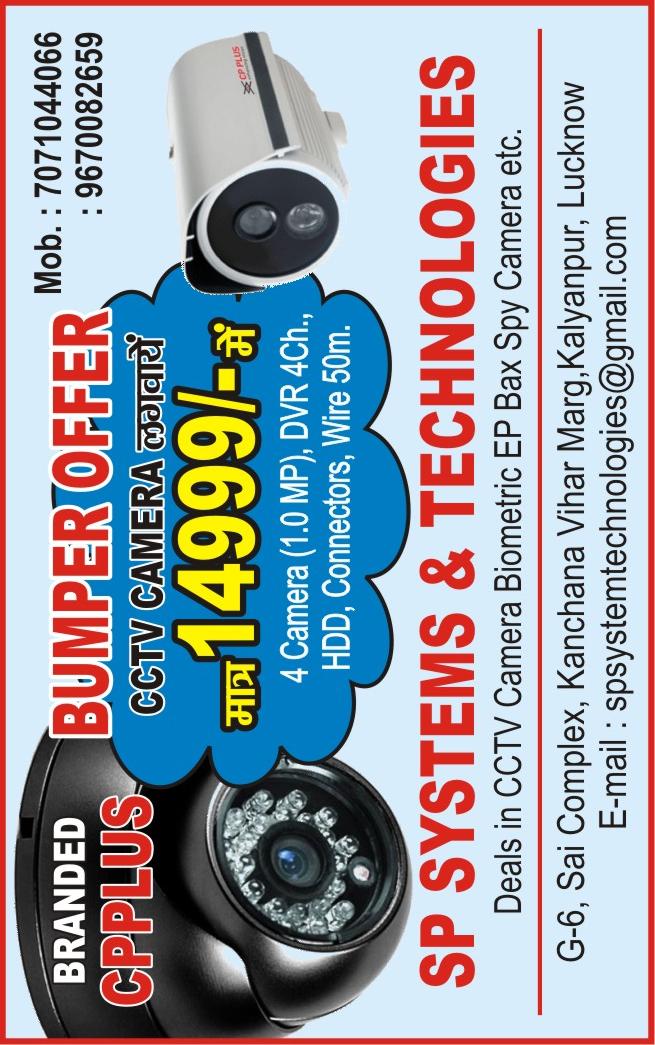 BRANDED
CPPLUS
BUMPER OFFER
CCTV CAMERA लगवायें
मात्र 14999/- में
4 Camera (1.0 MP), DVR 4Ch.,
HDD, Connectors, Wire 50m.
Mob. : 7071044066
: 9670082659
CP PLUS
SP SYSTEMS & TECHNOLOGIES
Deals in CCTV Camera Biometric EP Bax Spy Camera etc.
G-6, Sai Complex, Kanchana Vihar Marg,Kalyanpur, Lucknow
E-mail : spsystemtechnologies@gmail.com